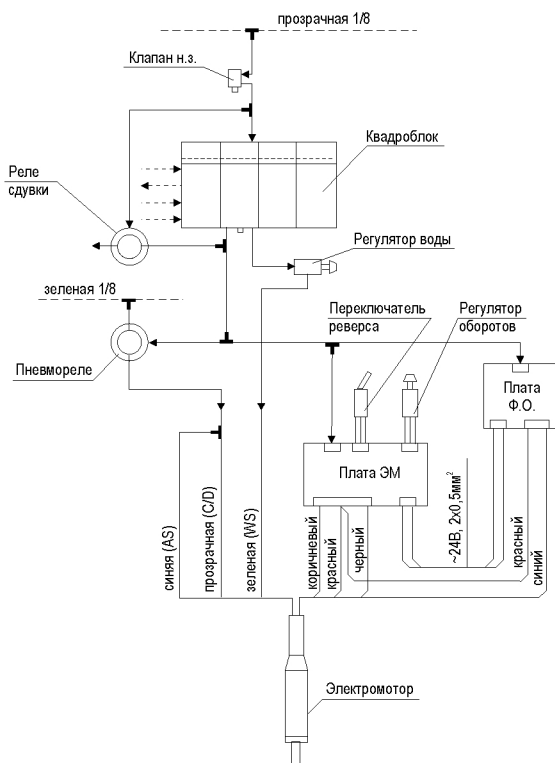 прозрачная 1/8
Клапан н.з.
Квадроблок
Реле
сдувки
Регулятор воды
зеленая 1/8
Переключатель
реверса
Регулятор
оборотов
Пневмореле
Плата
Ф.О.
Плата ЭМ
синяя (AS)
прозрачная (C/D)
зеленая (WS)
коричневый
красный
черный
~24В, 2х0,5мм²
красный
синий
Электромотор